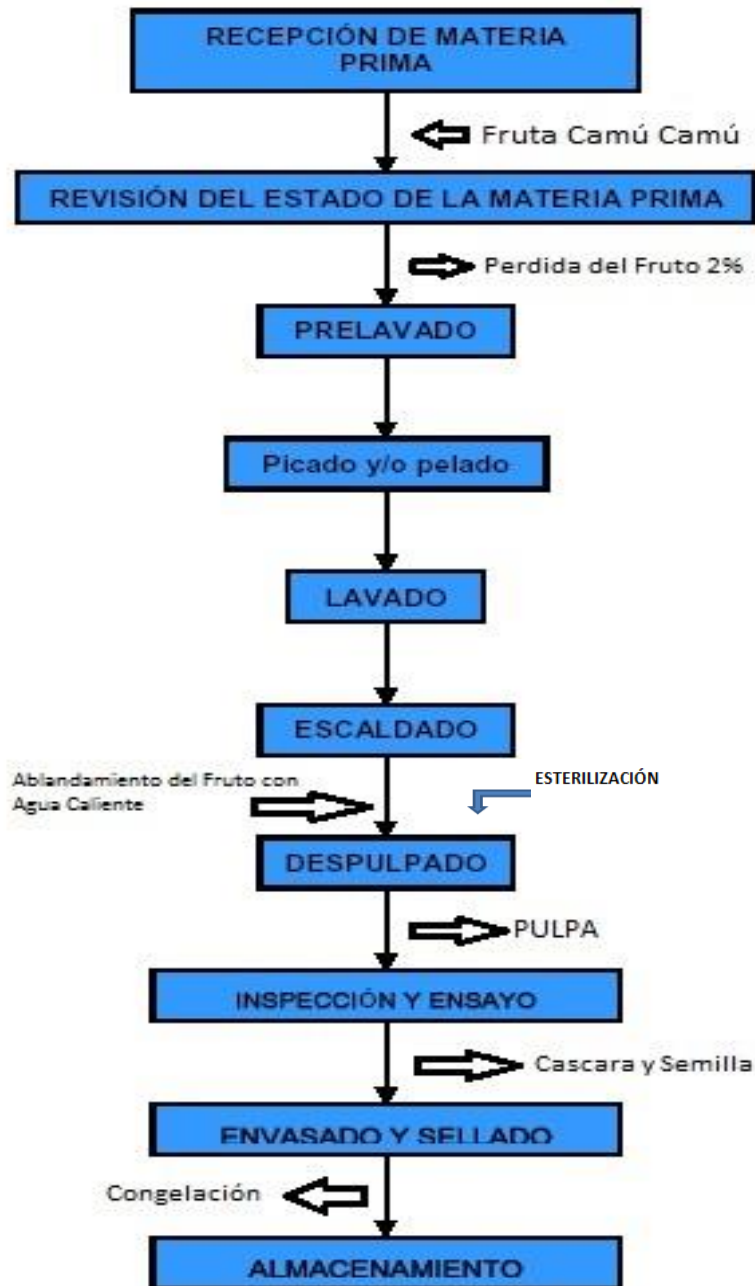 RECEPCIÓN DE MATERIA
PRIMA
Fruta Camú Camú
REVISIÓN DEL ESTADO DE LA MATERIA PRIMA
Perdida del Fruto 2%
PRELAVADO
Picado y/o pelado
LAVADO
ESCALDADO
Ablandamiento del Fruto con
Agua Caliente
ESTERILIZACIÓN
DESPULPADO
PULPA
INSPECCIÓN Y ENSAYO
Cascara y Semilla
ENVASADO Y SELLADO
Congelación
ALMACENAMIENTO